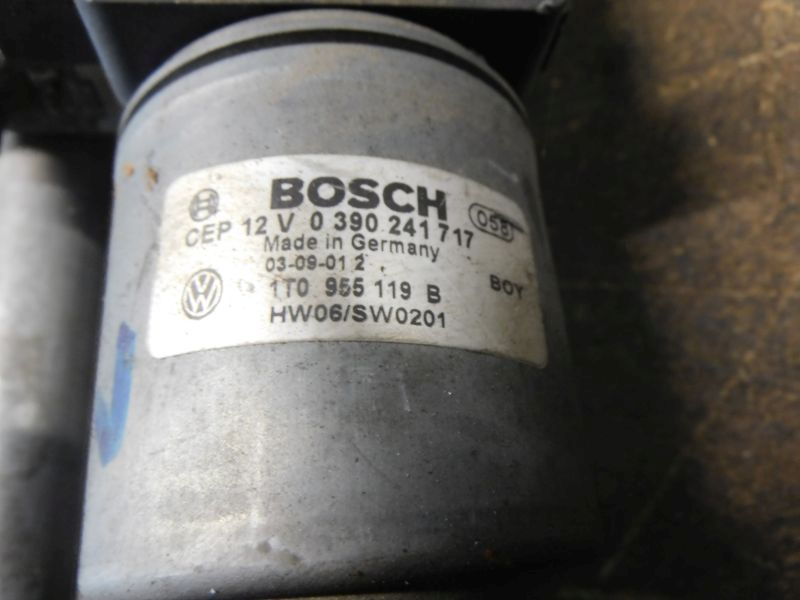 BOSCH
CEP 12 V 0 390 241 717 058
Made in Germany
03-09-01 2
1T0 955 119 B BOY
HW06/SW0201